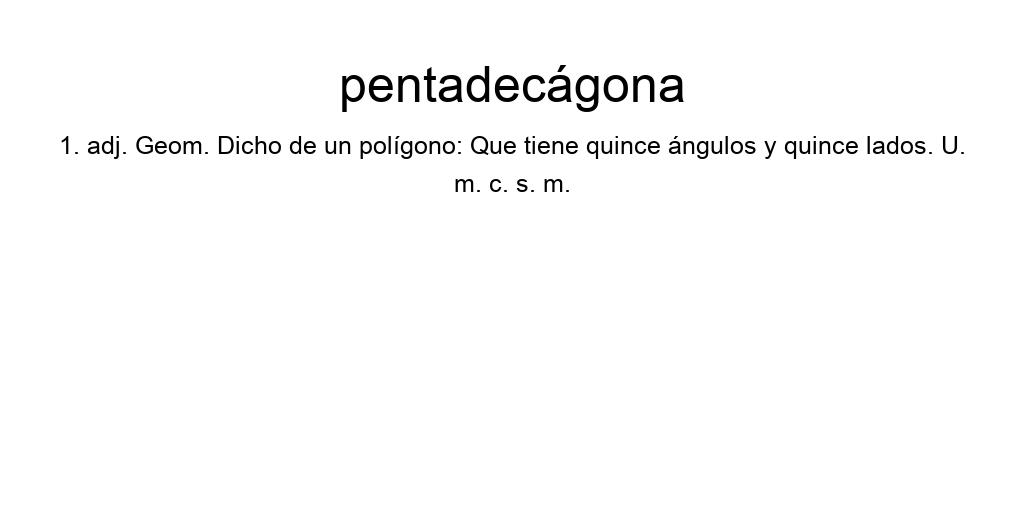 pentadecágona
1. adj. Geom. Dicho de un polígono: Que tiene quince ángulos y quince lados. U.
m. c. s. m.